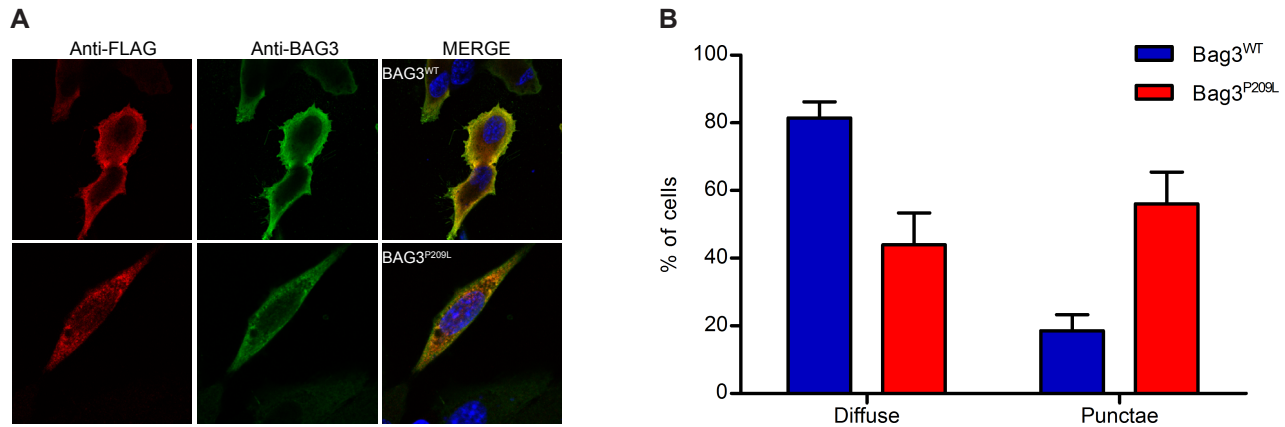 A
Anti-FLAG
Anti-BAG3
MERGE
BAG3WT
BAG3P209L
B
100
80
60
40
20
0
% of cells
Bag3WT
Bag3P209L
Diffuse
Punctae